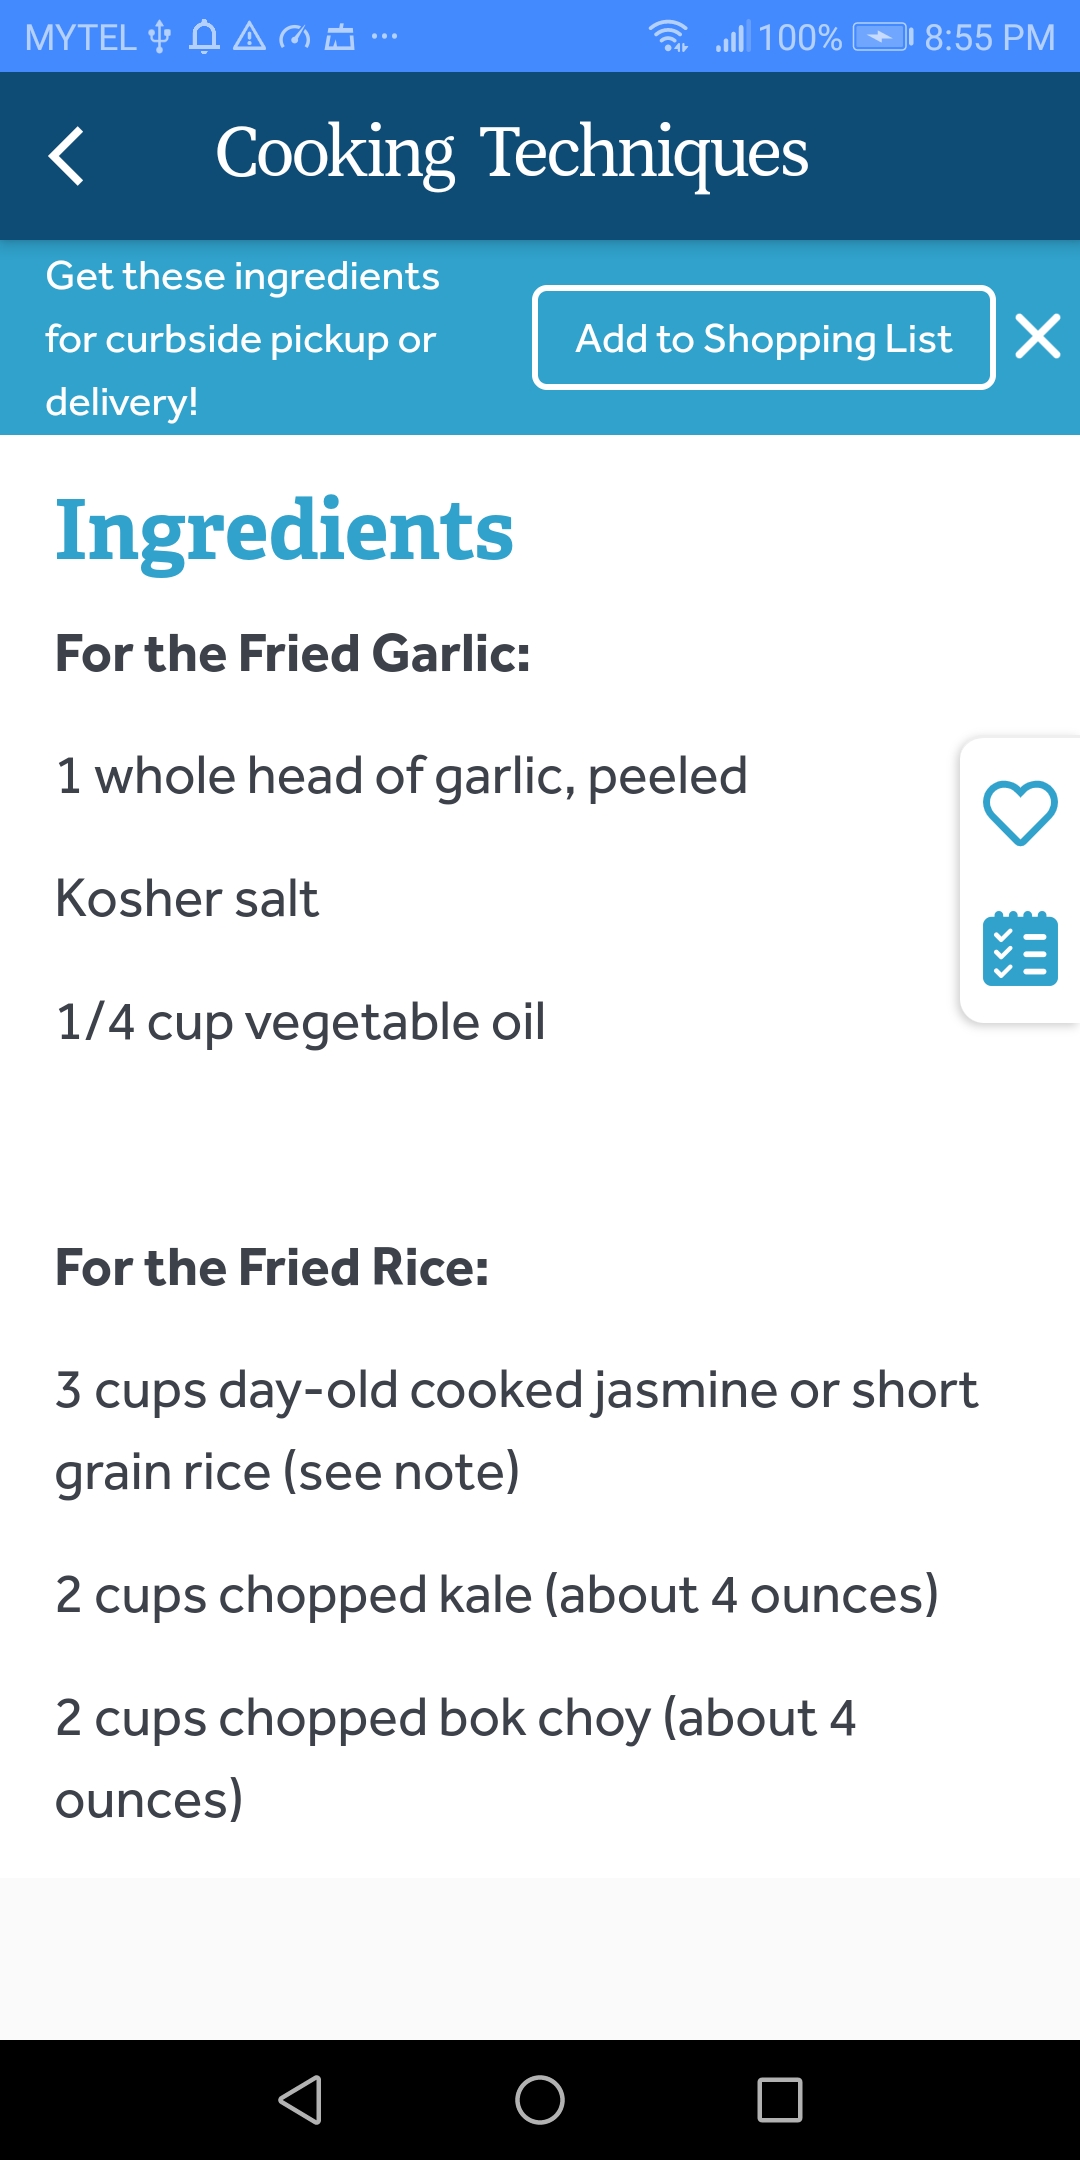 MYTEL 100% 8:55 PM
Cooking Techniques
Get these ingredients
for curbside pickup or
delivery!
Add to Shopping List
Ingredients
For the Fried Garlic:
1 whole head of garlic, peeled
Kosher salt
1/4 cup vegetable oil
For the Fried Rice:
3 cups day-old cooked jasmine or short
grain rice (see note)
2 cups chopped kale (about 4 ounces)
2 cups chopped bok choy (about 4
ounces)